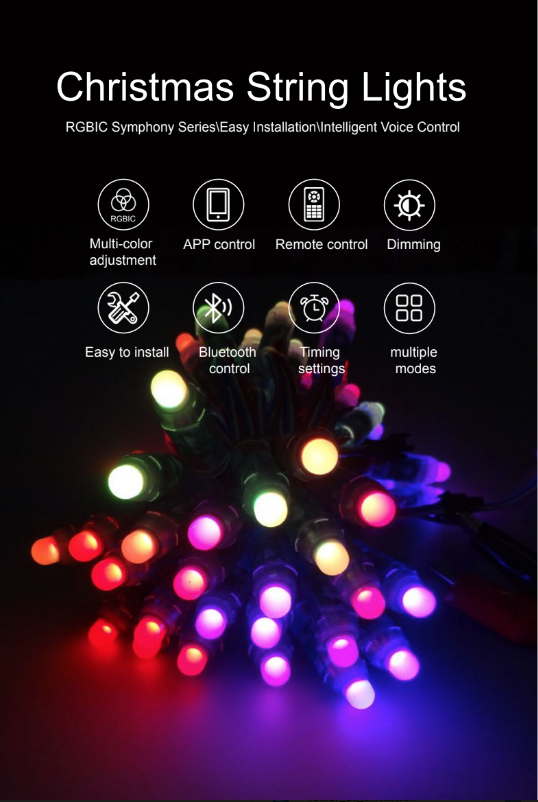 Christmas String Lights
RGBIC Symphony Series\Easy Installation\Intelligent Voice Control
RGBIC
Multi-color
adjustment
APP control
Remote control
Dimming
Easy to install
Bluetooth
control
Timing
settings
multiple
modes